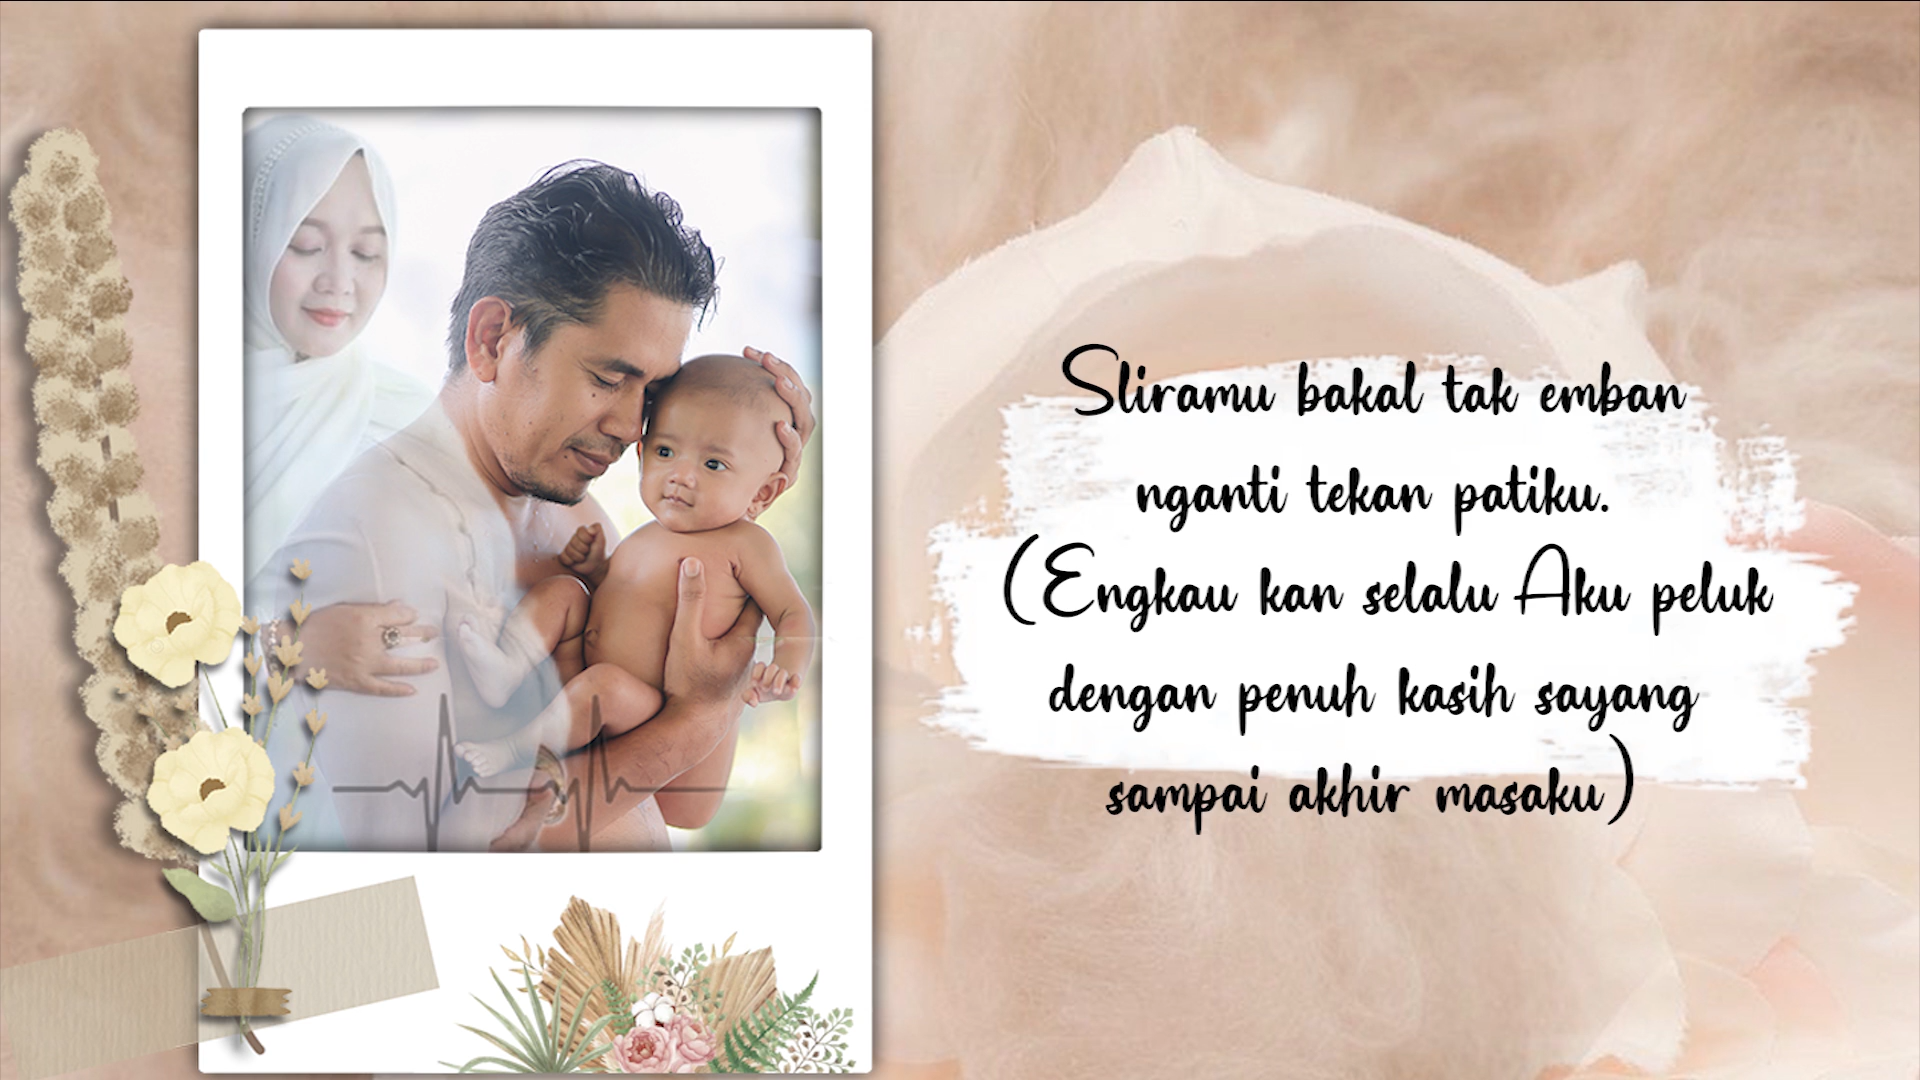 Sliramu bakal tak emban
nganti tekan patiku.
(Engkau kan selalu Aku peluk
dengan penuh kasih sayang
sampai akhir masaku)